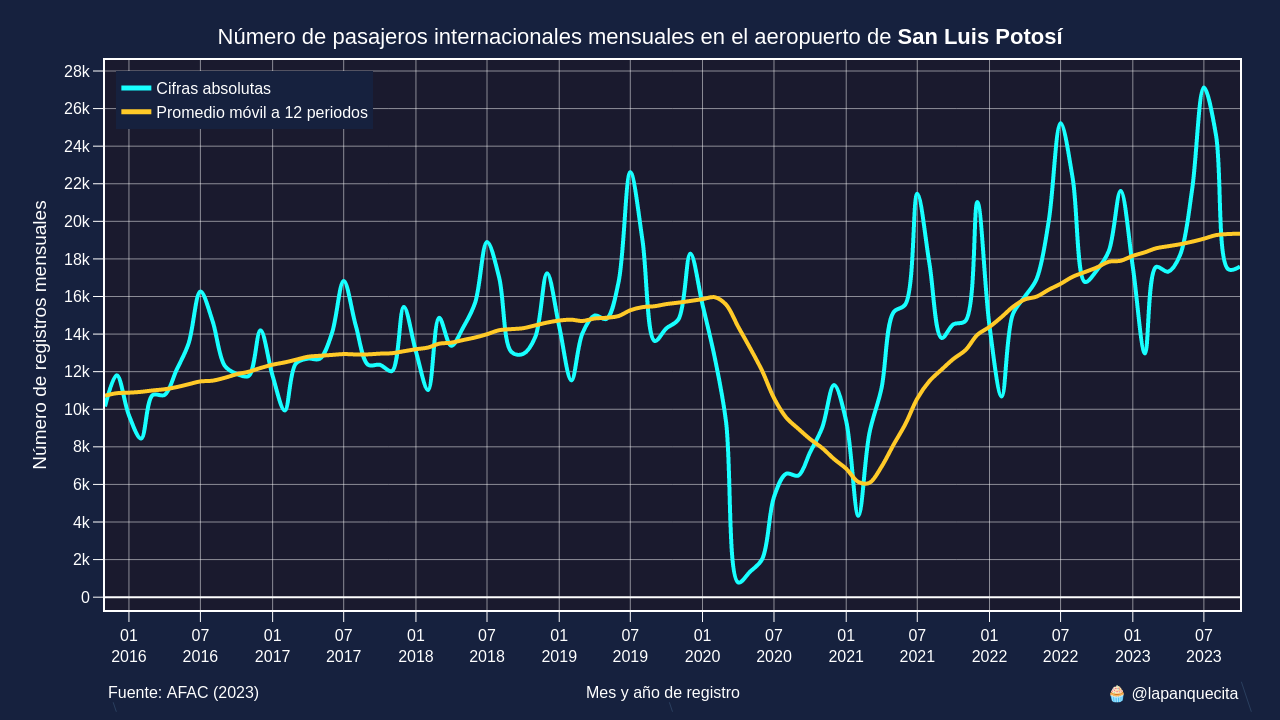 Número de pasajeros internacionales mensuales en el aeropuerto de San Luis Potosí
Cifras absolutas
Promedio móvil a 12 periodos
Número de registros mensuales
28k
26k
24k
22k
20k
18k
16k
14k
12k
10k
8k
6k
4k
2k
0
01 07 01 07 01 07 01 07 01 07 01 07 01 07 01 07
2016 2016 2017 2017 2018 2018 2019 2019 2020 2020 2021 2021 2022 2022 2023 2023
Fuente: AFAC (2023) Mes y año de registro 🧁 @lapanquecita